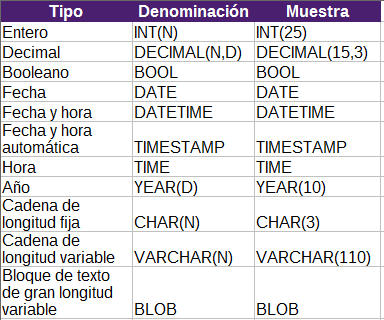 Tipo Denominación Muestra
Entero INT(N) INT(25)
Decimal DECIMAL(N,D) DECIMAL(15,3)
Booleano BOOL BOOL
Fecha DATE DATE
Fecha y hora DATETIME DATETIME
Fecha y hora
automática TIMESTAMP TIMESTAMP
Hora TIME TIME
Año YEAR(D) YEAR(10)
Cadena de
longitud fija CHAR(N) CHAR(3)
Cadena de
longitud variable VARCHAR(N) VARCHAR(110)
Bloque de texto
de gran longitud
variable BLOB BLOB